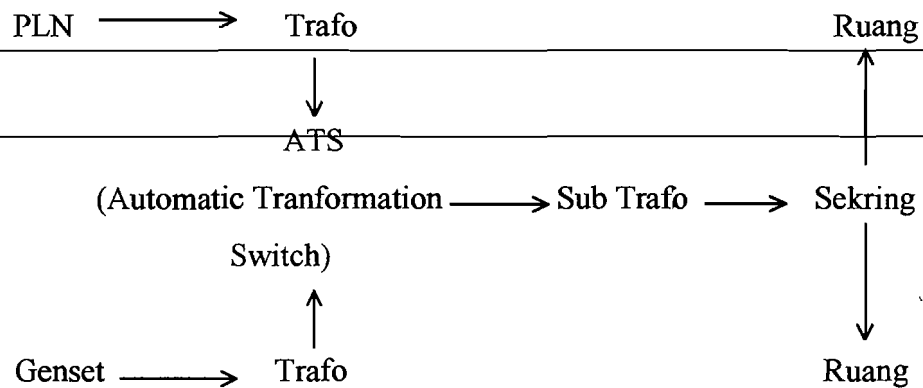 PLN Trafo Ruang
ATS
(Automatic Tranformation Sub Trafo Sekring
Switch)
Genset Trafo Ruang